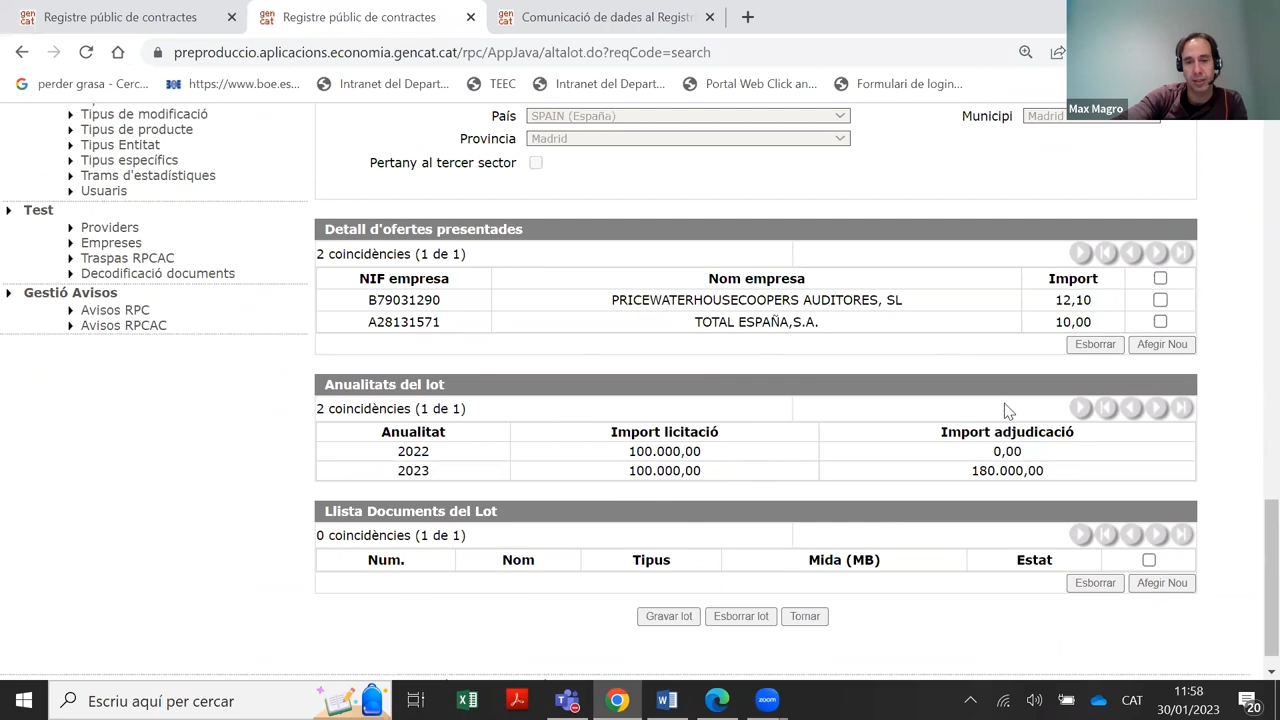 gen cat Registre públic de contractes
gen cat Registre públic de contractes
gen cat Comunicació de dades al Registr
preproduccio.aplicacions.economia.gencat.cat/rpc/AppJava/altalot.do?reqCode=search
perder grasa - Cerc...
https://www.boe.es...
Intranet del Depart...
TEEC
Intranet del Depart...
Portal Web Click an...
Formulari de login...
Max Magro
Tipus de modificació
Tipus de producte
Tipus Entitat
Tipus específics
Trams d'estadístiques
Usuaris
Test
Providers
Empreses
Traspas RPCAC
Decodificació documents
Gestió Avisos
Avisos RPC
Avisos RPCAC
País SPAIN (España) Municipi Madrid
Provincia Madrid
Pertany al tercer sector
Detall d'ofertes presentades
2 coincidències (1 de 1)
NIF empresa Nom empresa Import
B79031290 PRICEWATERHOUSECOOPERS AUDITORES, SL 12,10
A28131571 TOTAL ESPAÑA,S.A. 10,00
Esborrar Afegir Nou
Anualitats del lot
2 coincidències (1 de 1)
Anualitat Import licitació Import adjudicació
2022 100.000,00 0,00
2023 100.000,00 180.000,00
Llista Documents del Lot
0 coincidències (1 de 1)
Num. Nom Tipus Mida (MB) Estat
Esborrar Afegir Nou
Gravar lot Esborrar lot Tornar
Escriu aquí per cercar
zoom
CAT
11:58
30/01/2023
20